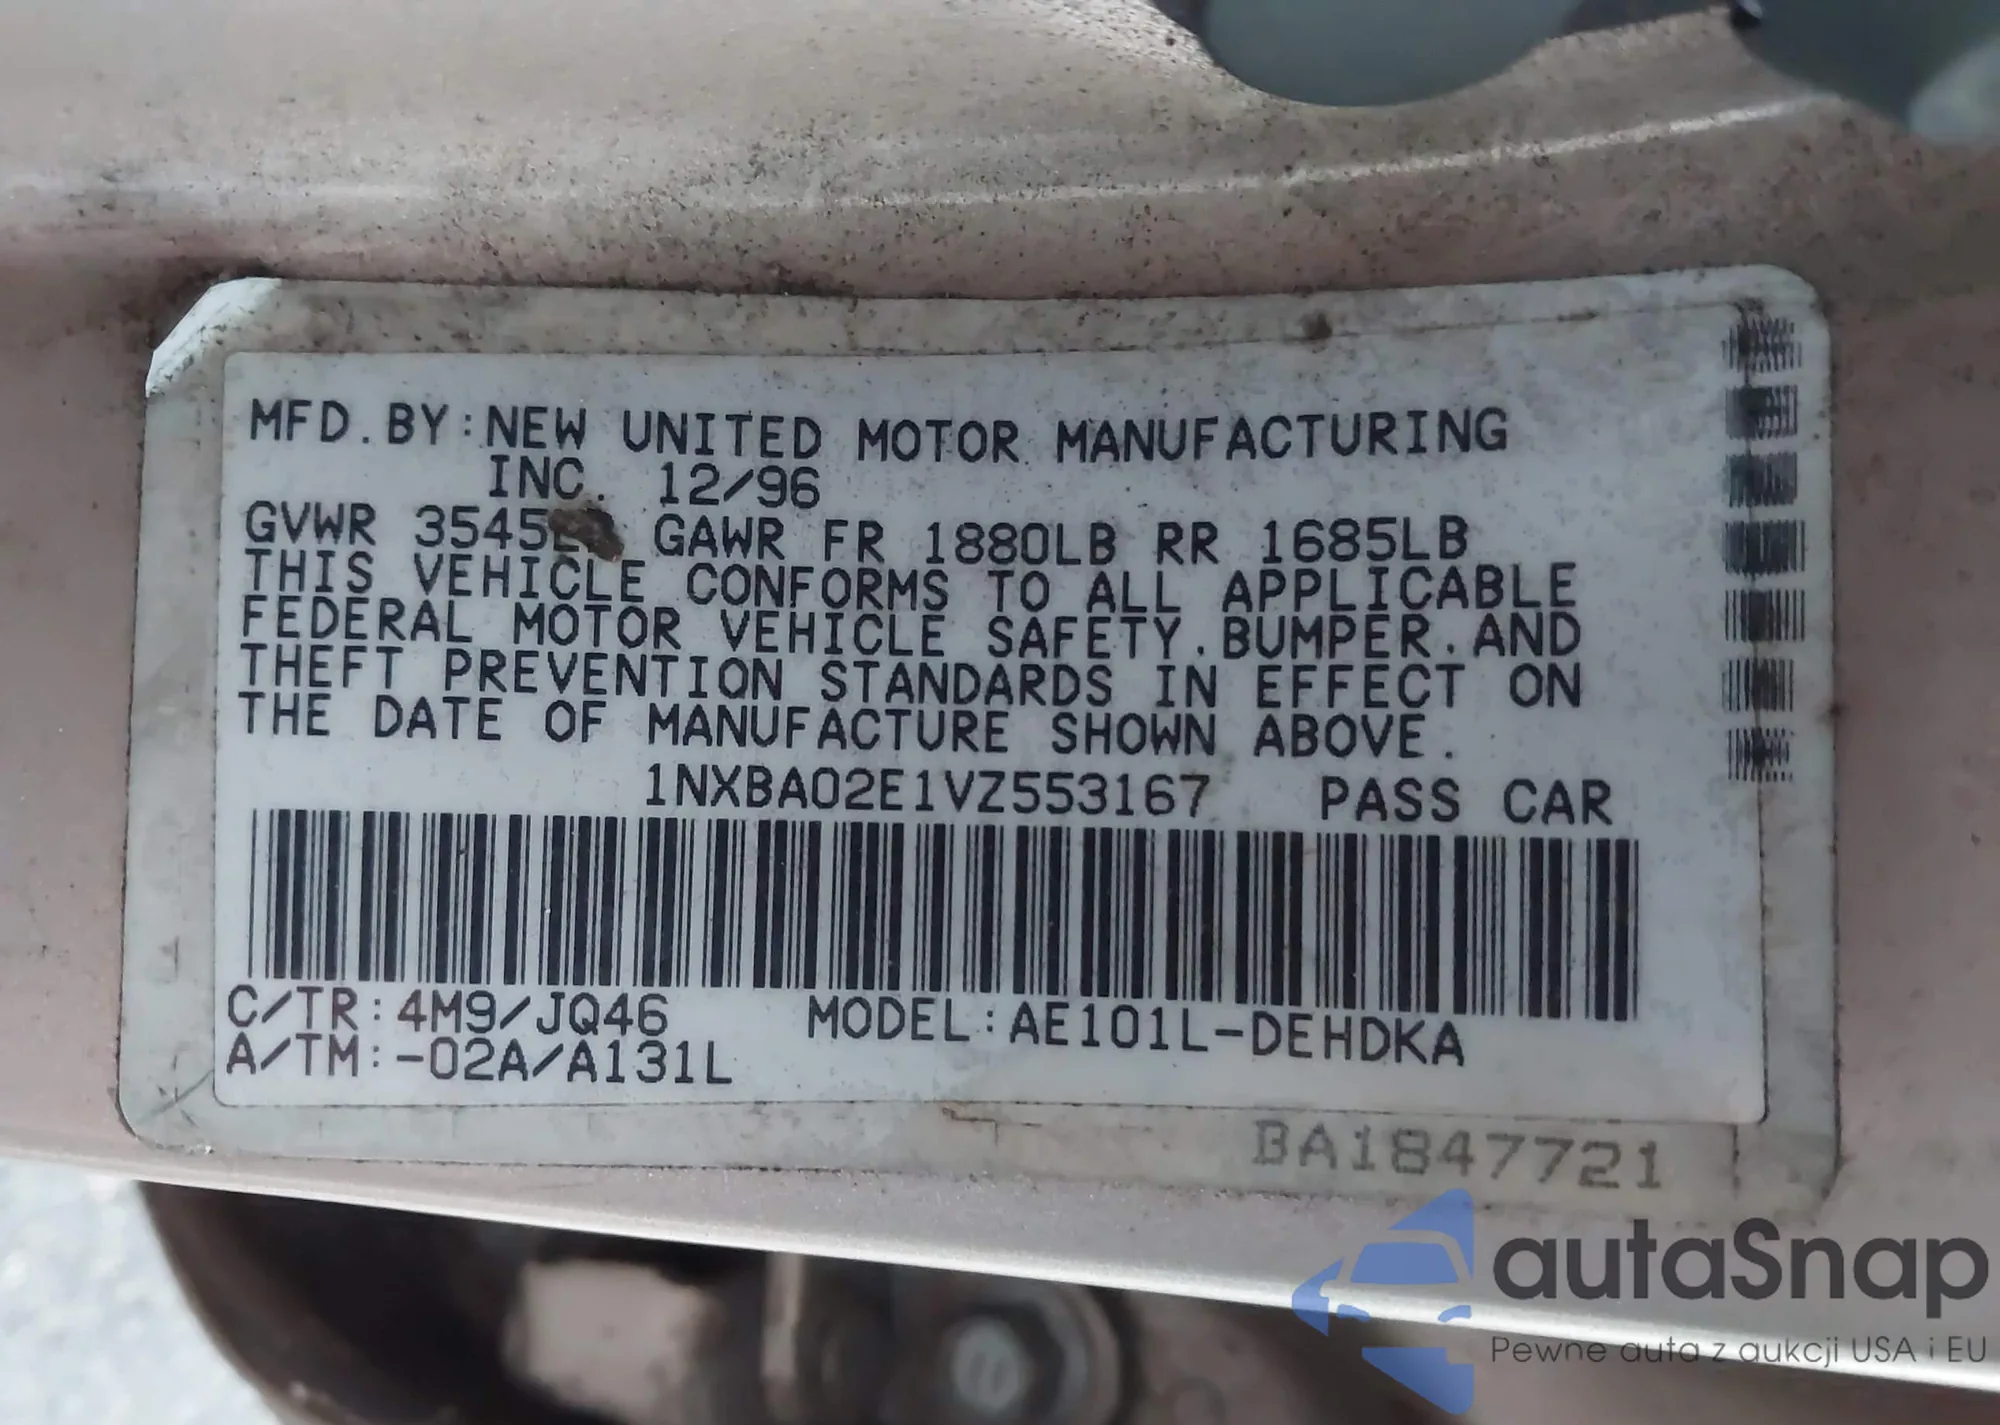 MFD.BY:NEW UNITED MOTOR MANUFACTURING
INC. 12/96
GVWR 3545 GAWR FR 1880LB RR 1685LB
THIS VEHICLE CONFORMS TO ALL APPLICABLE
FEDERAL MOTOR VEHICLE SAFETY.BUMPER.AND
THEFT PREVENTION STANDARDS IN EFFECT ON
THE DATE OF MANUFACTURE SHOWN ABOVE.
1NXBA02E1VZ553167 PASS CAR
C/TR:4M9/JQ46 MODEL:AE101L-DEHDKA
A/TM:-02A/A131L
BA1847721
autaSnap
Pewne auta z aukcji USA i EU